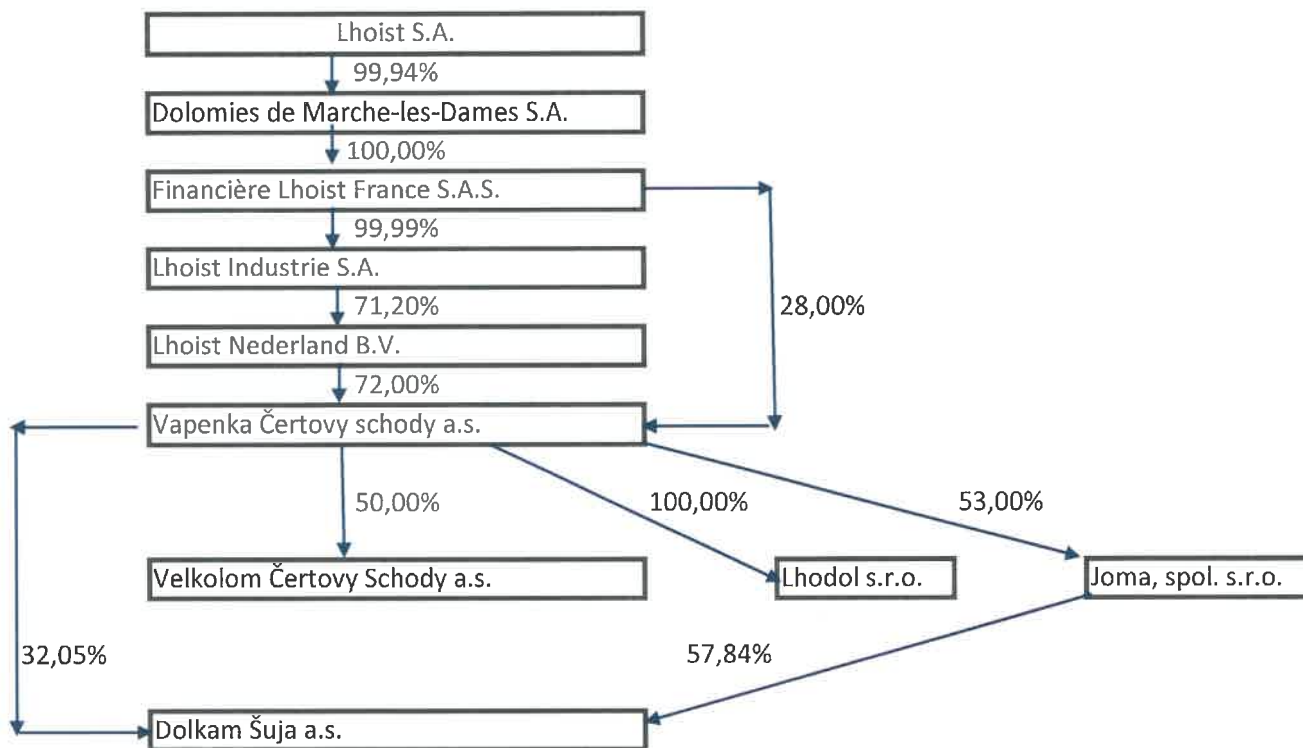 Lhoist S.A.
99,94%
Dolomies de Marche-les-Dames S.A.
100,00%
Financière Lhoist France S.A.S.
99,99%
Lhoist Industrie S.A.
71,20%
28,00%
Lhoist Nederland B.V.
72,00%
Vapenka Čertovy schody a.s.
50,00%
100,00%
53,00%
Velkolom Čertovy Schody a.s.
Lhodol s.r.o.
Joma, spol. s.r.o.
32,05%
57,84%
Dolkam Šuja a.s.